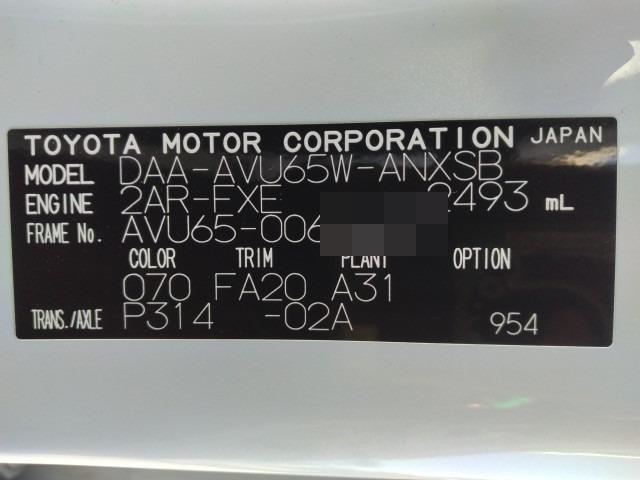 TOYOTA MOTOR CORPORATION JAPAN
MODEL DAA-AVU65W-ANXSB
ENGINE 2AR-FXE 2493 mL
FRAME No. AVU65-006
COLOR TRIM PLANT OPTION
070 FA20 A31
TRANS./AXLE P314 -02A 954